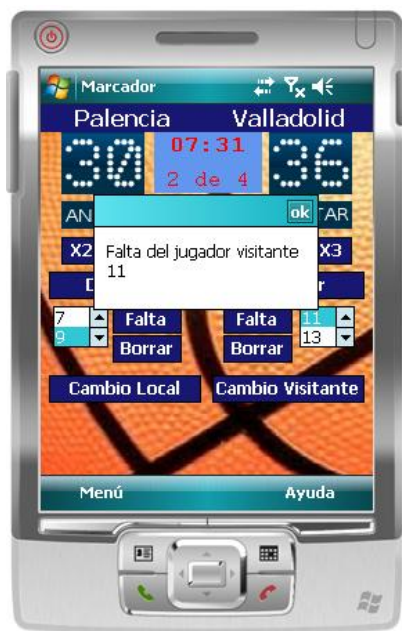 Marcador
Palencia Valladolid
30 07:31 36
2 de 4
AN ok TAR
X2 X3
Falta del jugador visitante
11
7 Falta Falta 11
9 Borrar Borrar 13
Cambio Local Cambio Visitante
Menú Ayuda